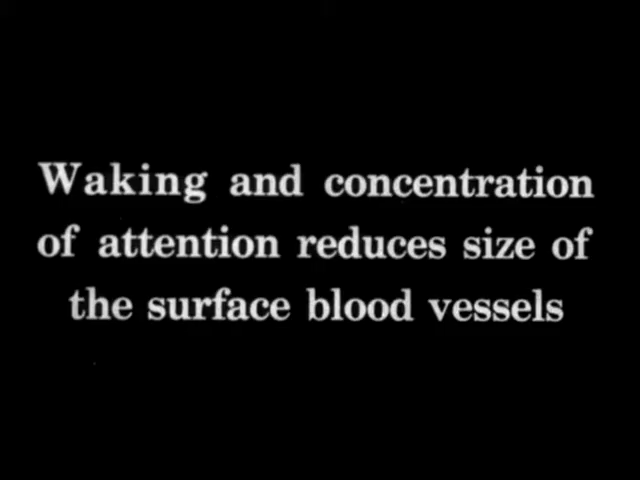 Waking and concentration
of attention reduces size of
the surface blood vessels